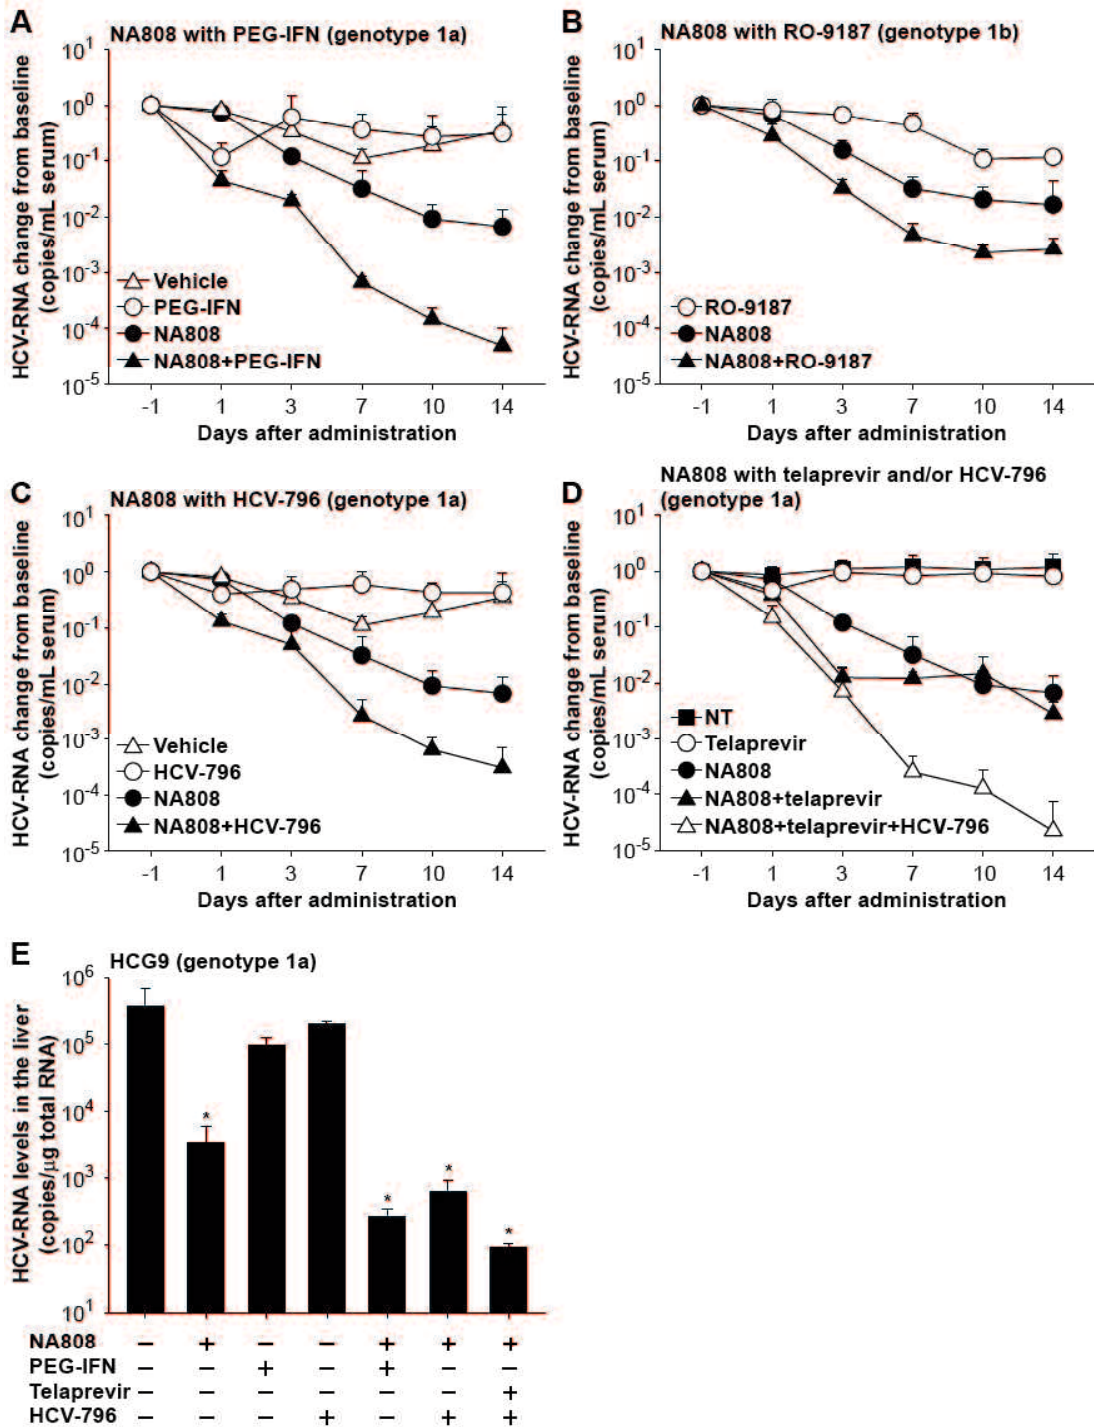 A
NA808 with PEG-IFN (genotype 1a)
HCV-RNA change from baseline
(copies/mL serum)
10^1
10^0
10^-1
10^-2
10^-3
10^-4
10^-5
Vehicle
PEG-IFN
NA808
NA808+PEG-IFN
-1 1 3 7 10 14
Days after administration
B
NA808 with RO-9187 (genotype 1b)
HCV-RNA change from baseline
(copies/mL serum)
10^1
10^0
10^-1
10^-2
10^-3
10^-4
10^-5
RO-9187
NA808
NA808+RO-9187
-1 1 3 7 10 14
Days after administration
C
NA808 with HCV-796 (genotype 1a)
HCV-RNA change from baseline
(copies/mL serum)
10^1
10^0
10^-1
10^-2
10^-3
10^-4
10^-5
Vehicle
HCV-796
NA808
NA808+HCV-796
-1 1 3 7 10 14
Days after administration
D
NA808 with telaprevir and/or HCV-796
(genotype 1a)
HCV-RNA change from baseline
(copies/mL serum)
10^1
10^0
10^-1
10^-2
10^-3
10^-4
10^-5
NT
Telaprevir
NA808
NA808+telaprevir
NA808+telaprevir+HCV-796
-1 1 3 7 10 14
Days after administration
E
HCG9 (genotype 1a)
HCV-RNA levels in the liver
(copies/μg total RNA)
10^6
10^5
10^4
10^3
10^2
10^1
* * * *
NA808 − + − − + + +
PEG-IFN − − + − + − −
Telaprevir − − − − − − +
HCV-796 − − − + − + +